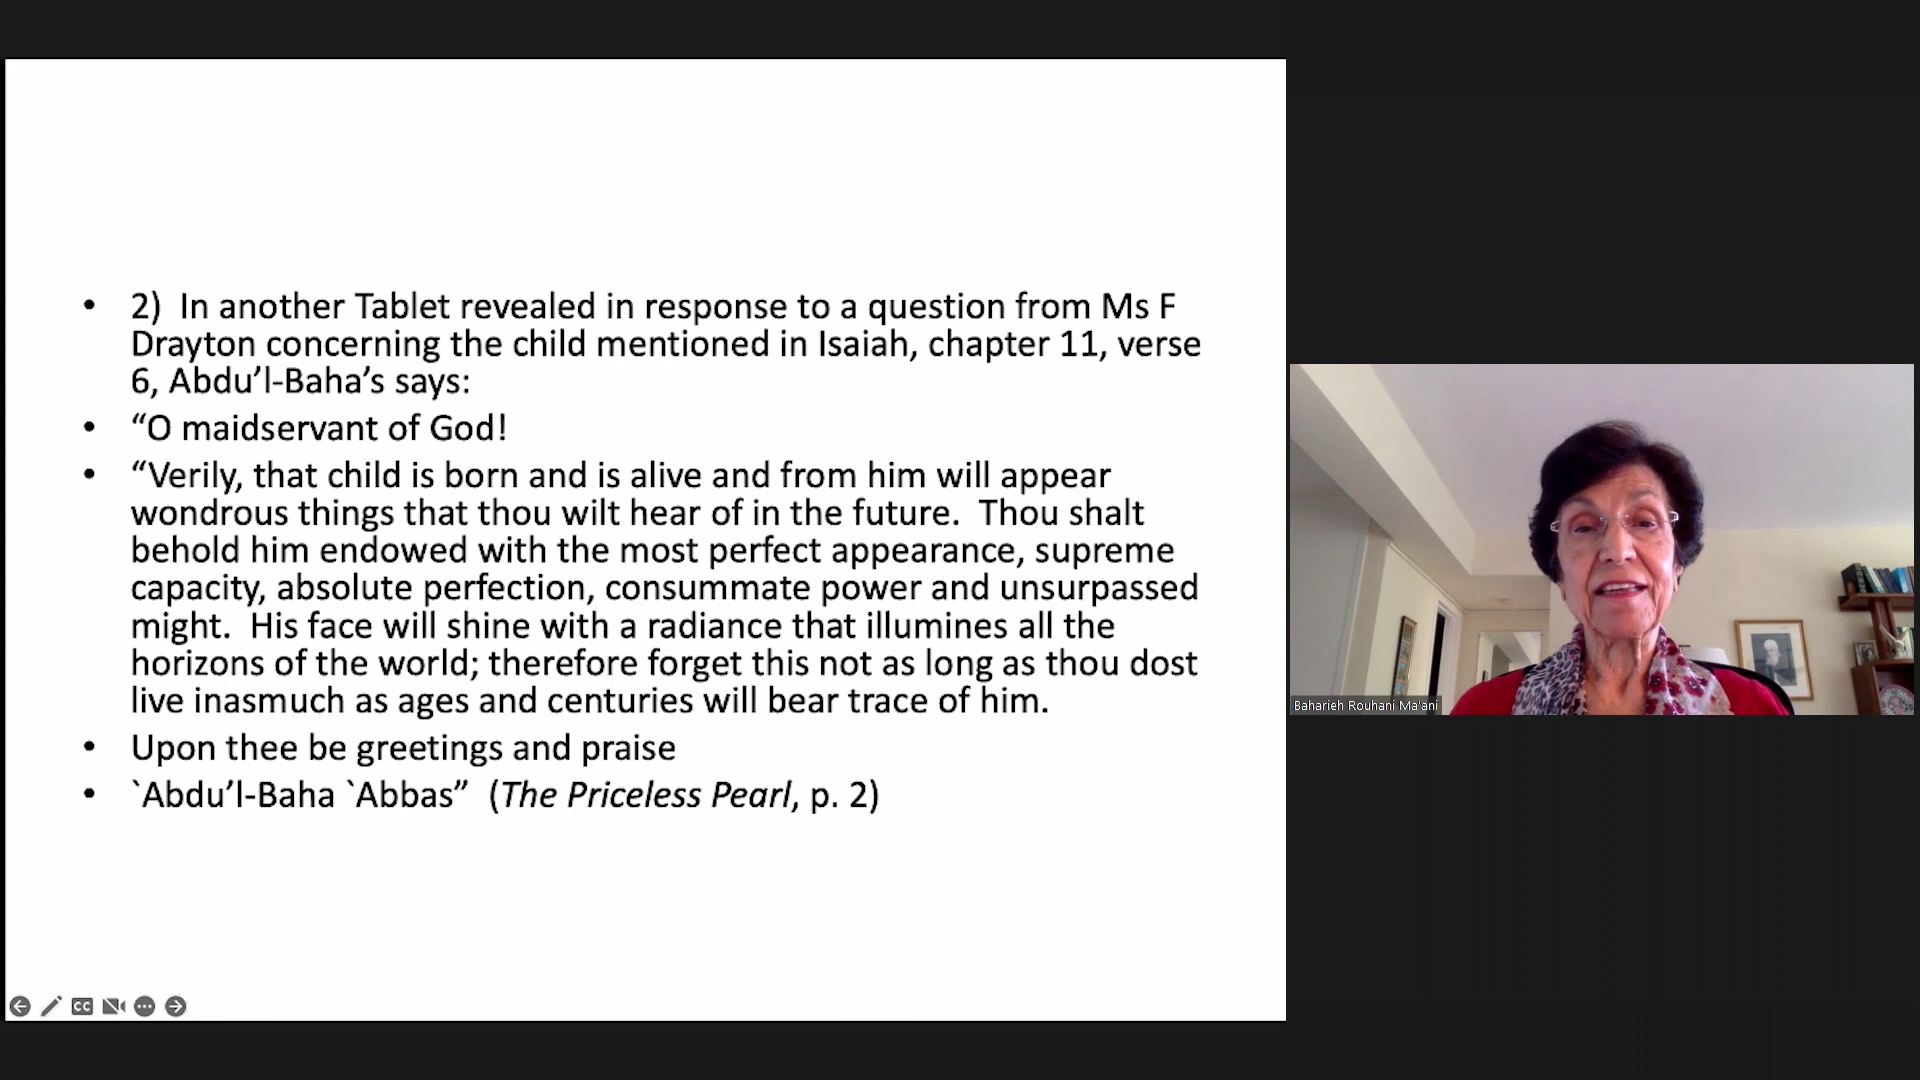 • 2) In another Tablet revealed in response to a question from Ms F
Drayton concerning the child mentioned in Isaiah, chapter 11, verse
6, Abdu’l-Baha’s says:
• “O maidservant of God!
• “Verily, that child is born and is alive and from him will appear
wondrous things that thou wilt hear of in the future. Thou shalt
behold him endowed with the most perfect appearance, supreme
capacity, absolute perfection, consummate power and unsurpassed
might. His face will shine with a radiance that illumines all the
horizons of the world; therefore forget this not as long as thou dost
live inasmuch as ages and centuries will bear trace of him.
• Upon thee be greetings and praise
• `Abdu’l-Baha `Abbas” (The Priceless Pearl, p. 2)
CC
Baharieh Rouhani Ma'ani